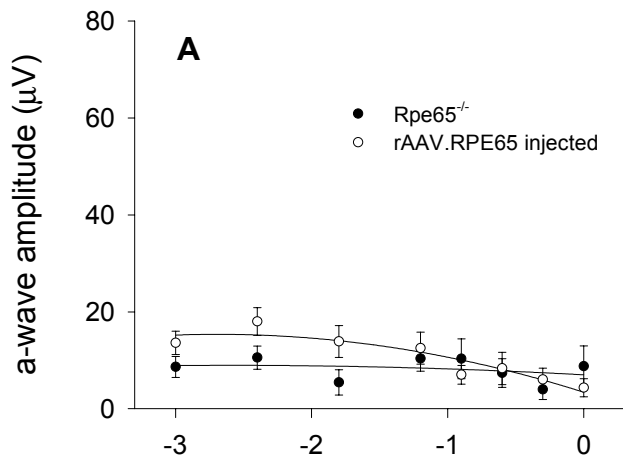 80
A
Rpe65-/-
rAAV.RPE65 injected
60
40
20
0
a-wave amplitude (μV)
-3
-2
-1
0